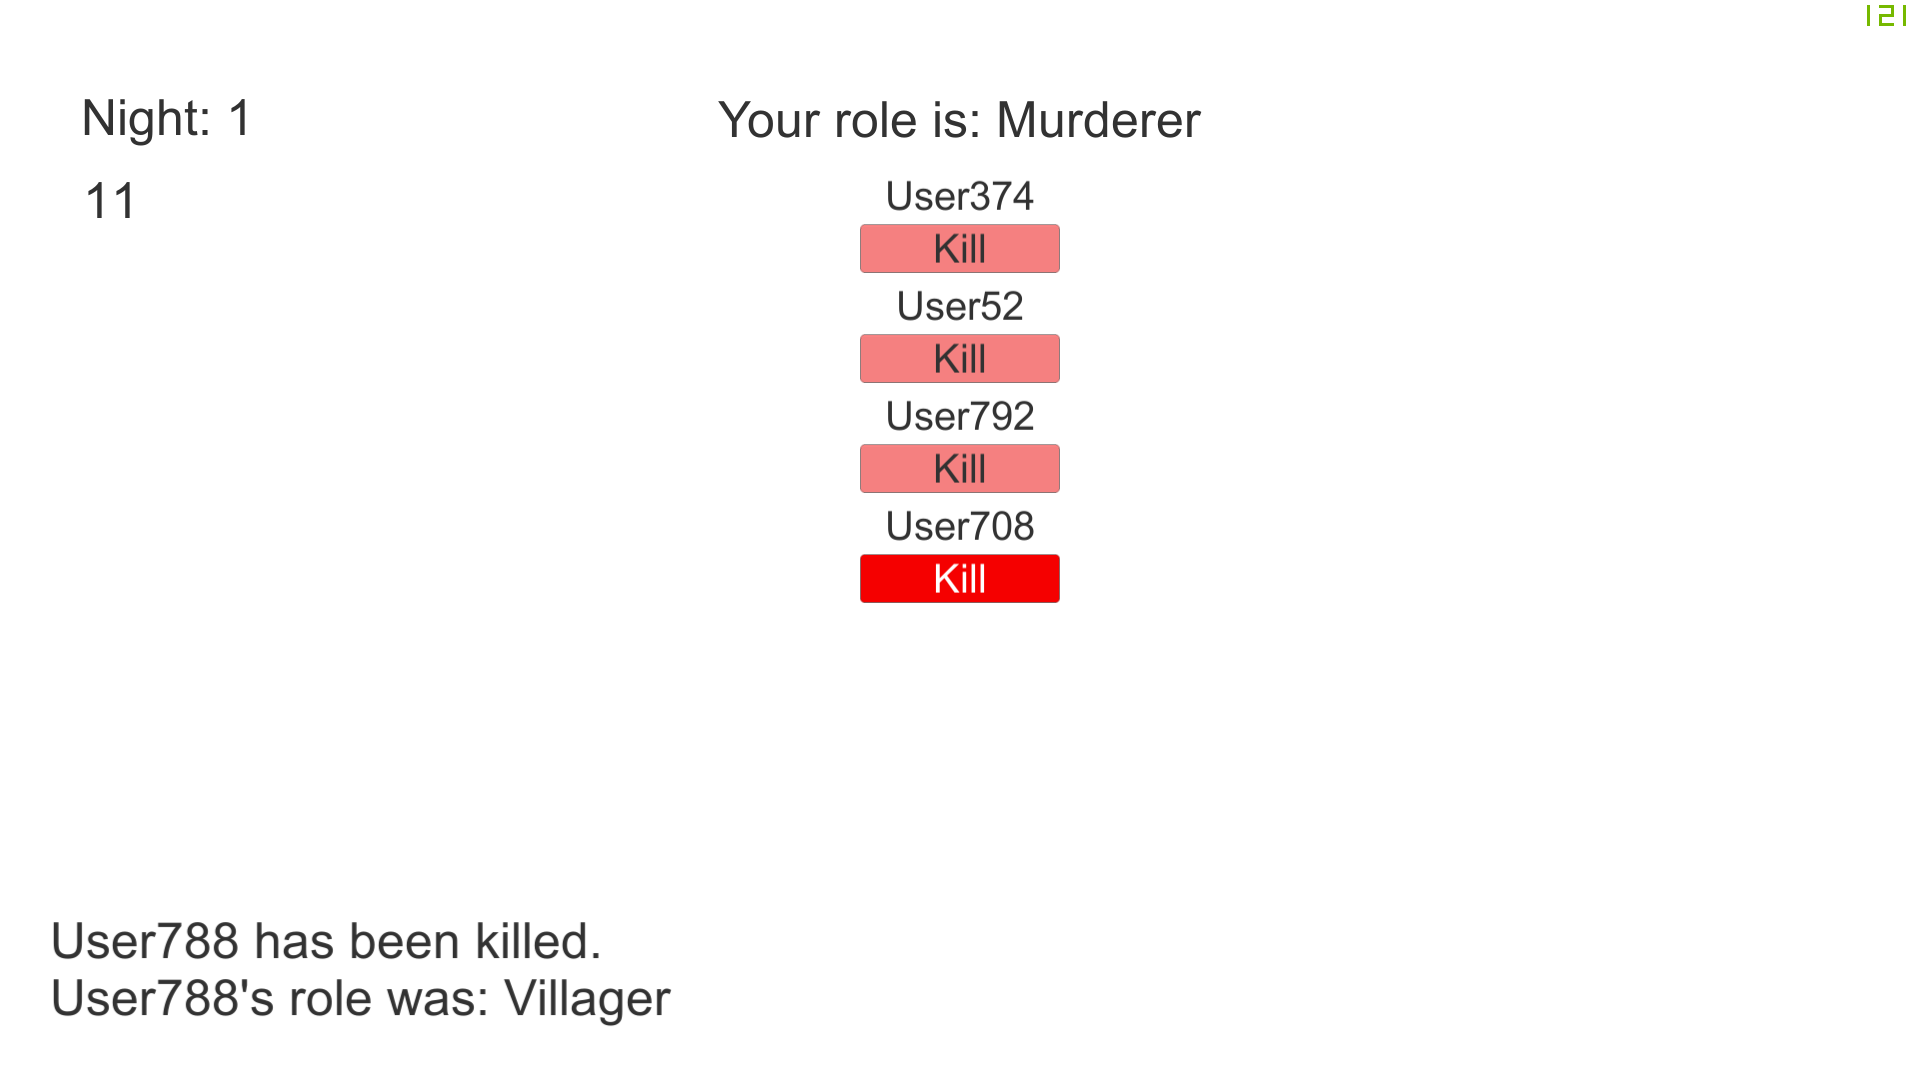 121
Night: 1
Your role is: Murderer
11
User374
Kill
User52
Kill
User792
Kill
User708
Kill
User788 has been killed.
User788's role was: Villager